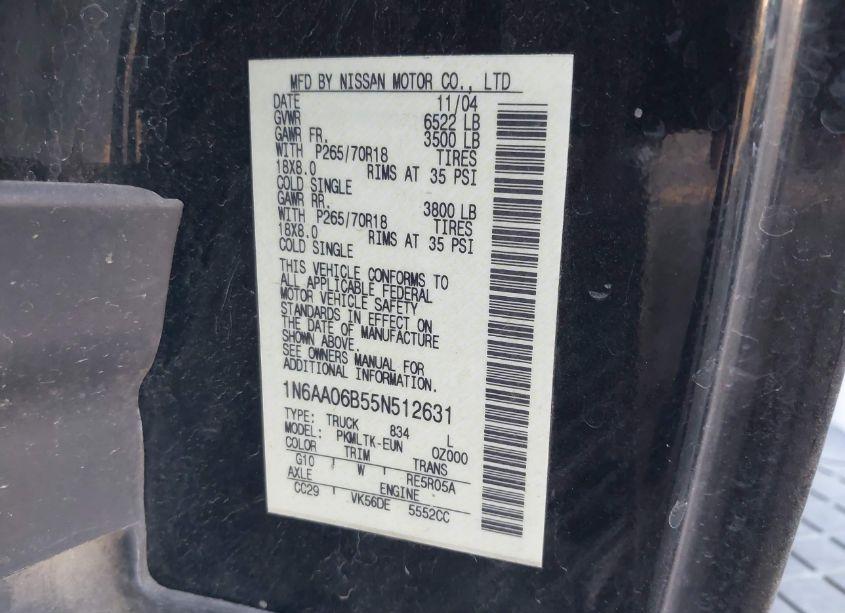 MFD BY NISSAN MOTOR CO., LTD
DATE 11/04
GVWR 6522 LB
GAWR FR. 3500 LB
WITH P265/70R18 TIRES
18X8.0 RIMS AT 35 PSI
COLD SINGLE
GAWR RR. 3800 LB
WITH P265/70R18 TIRES
18X8.0 RIMS AT 35 PSI
COLD SINGLE
THIS VEHICLE CONFORMS TO
ALL APPLICABLE FEDERAL
MOTOR VEHICLE SAFETY
STANDARDS IN EFFECT ON
THE DATE OF MANUFACTURE
SHOWN ABOVE.
SEE OWNERS MANUAL FOR
ADDITIONAL INFORMATION.
1N6AA06B55N512631
TYPE: TRUCK 834 L
MODEL: PKMLTK-EUN 0Z000
COLOR TRIM TRANS
G10 W RE5R05A
AXLE ENGINE
CC29 VK56DE 5552CC